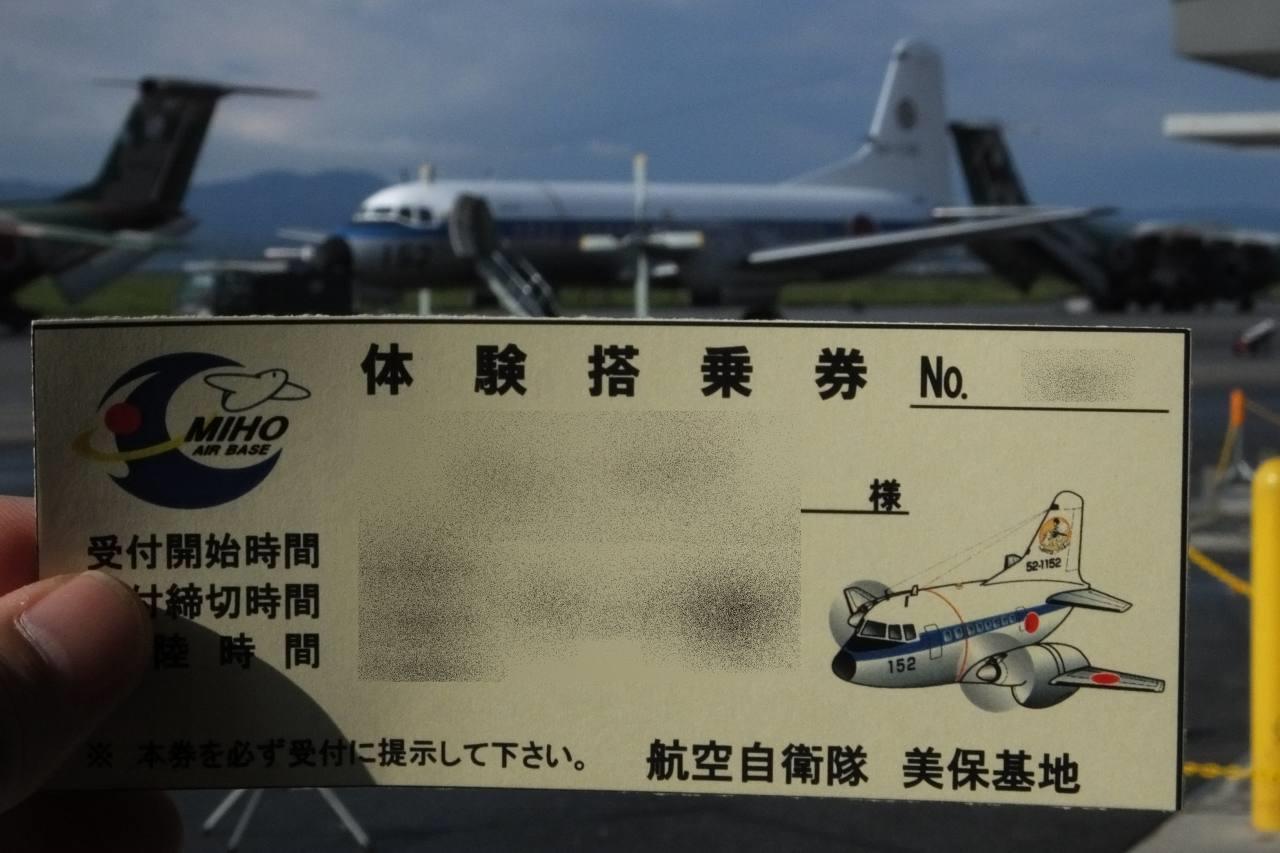 体験搭乗券 No.
MIHO
AIR BASE
様
受付開始時間
付締切時間
陸時間
52-1152
152
※ 本券を必ず受付に提示して下さい。
航空自衛隊 美保基地